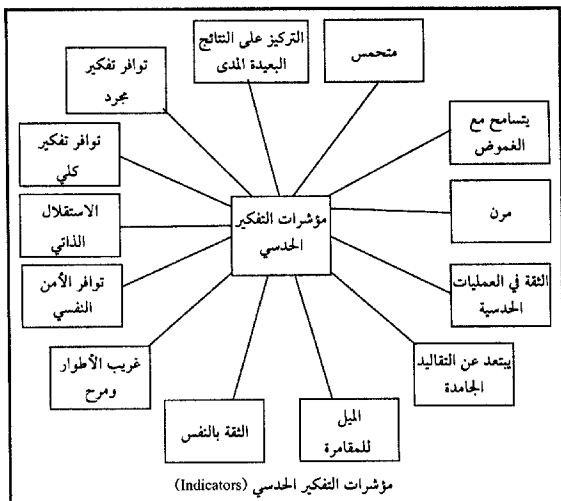 متحمس
التركيز على النتائج
البعيدة المدى
توافر تفكير
مجرد
يتسامح مع
الغموض
توافر تفكير
كلي
مؤشرات التفكير
الحدسي
مرن
الاستقلال
الذاتي
الثقة في العمليات
الحدسية
توافر الأمن
النفسي
يبتعد عن التقاليد
الجامدة
غريب الأطوار
ومرح
الميل
للمقامرة
الثقة بالنفس
مؤشرات التفكير الحدسي (Indicators)